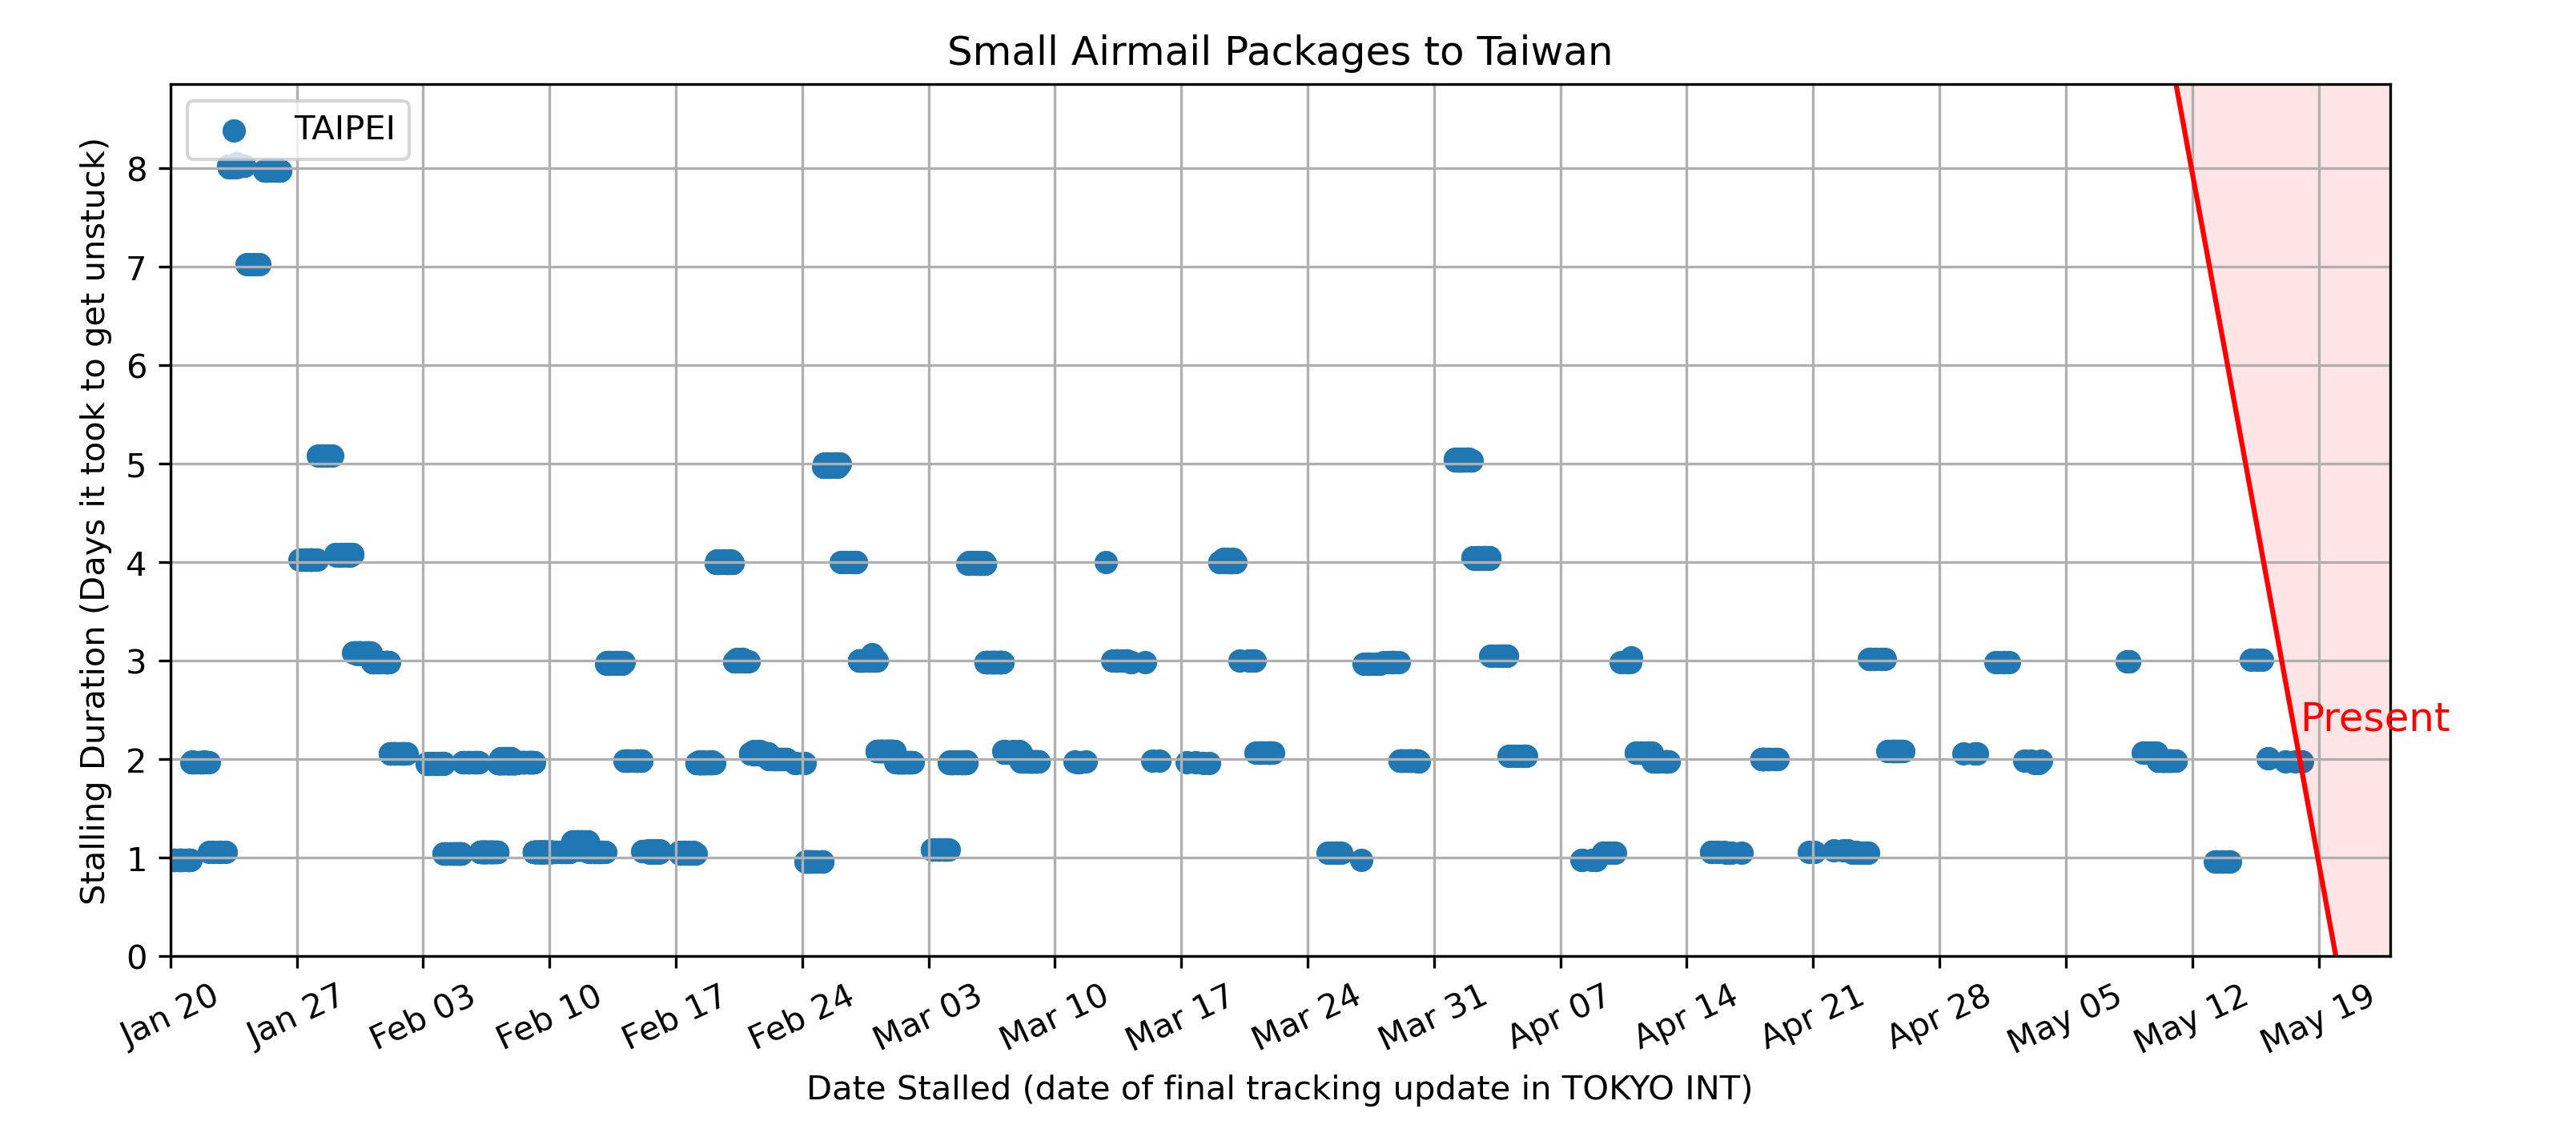 Small Airmail Packages to Taiwan
TAIPEI
Stalling Duration (Days it took to get unstuck)
8
7
6
5
4
3
2
1
0
Present
Jan 20
Jan 27
Feb 03
Feb 10
Feb 17
Feb 24
Mar 03
Mar 10
Mar 17
Mar 24
Mar 31
Apr 07
Apr 14
Apr 21
Apr 28
May 05
May 12
May 19
Date Stalled (date of final tracking update in TOKYO INT)